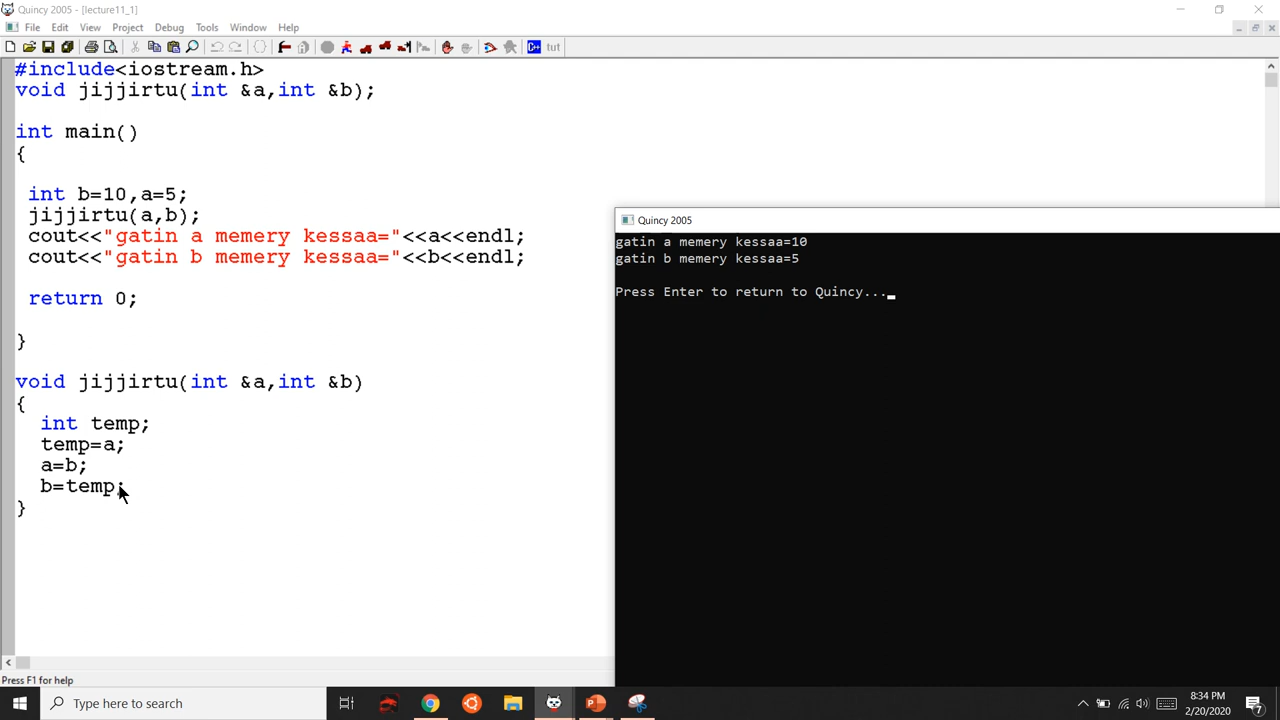 Quincy 2005 - [lecture11_1]
File Edit View Project Debug Tools Window Help
C++ tut
#include<iostream.h>
void jijjirtu(int &a,int &b);
int main()
{
int b=10,a=5;
jijjirtu(a,b);
cout<<"gatin a memery kessaa="<<a<<endl;
cout<<"gatin b memery kessaa="<<b<<endl;
return 0;
}
void jijjirtu(int &a,int &b)
{
int temp;
temp=a;
a=b;
b=temp;
}
Quincy 2005
gatin a memery kessaa=10
gatin b memery kessaa=5
Press Enter to return to Quincy...
Press F1 for help
Type here to search
8:34 PM
2/20/2020
7